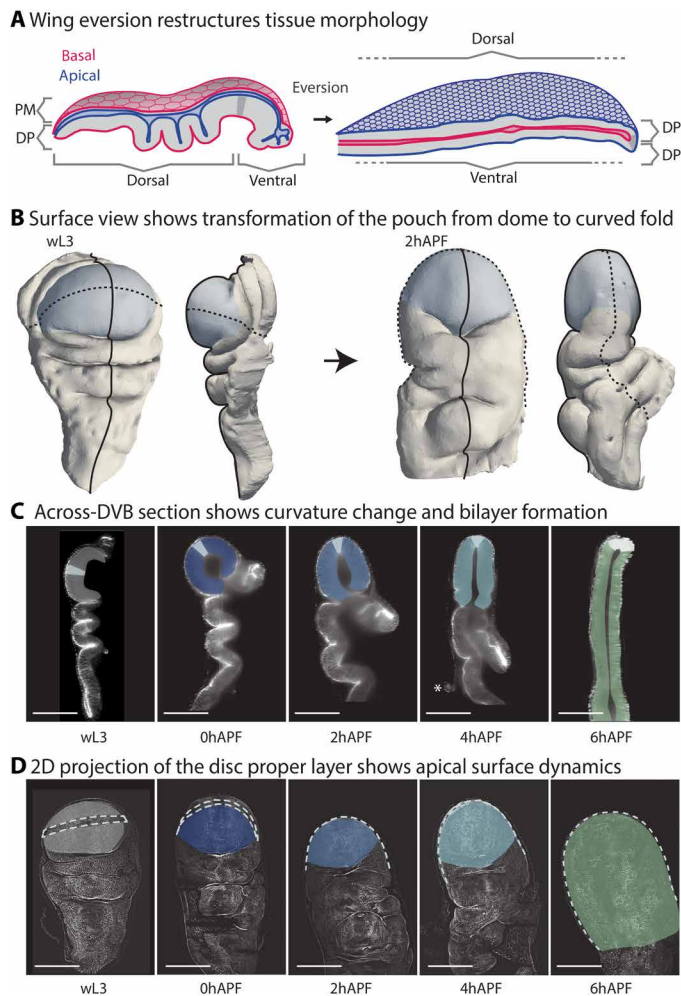 A Wing eversion restructures tissue morphology
Basal
Apical
PM
DP
Dorsal
Ventral
Eversion
Dorsal
DP
DP
Ventral
B Surface view shows transformation of the pouch from dome to curved fold
wL3
2hAPF
C Across-DVB section shows curvature change and bilayer formation
*
wL3
0hAPF
2hAPF
4hAPF
6hAPF
D 2D projection of the disc proper layer shows apical surface dynamics
wL3
0hAPF
2hAPF
4hAPF
6hAPF